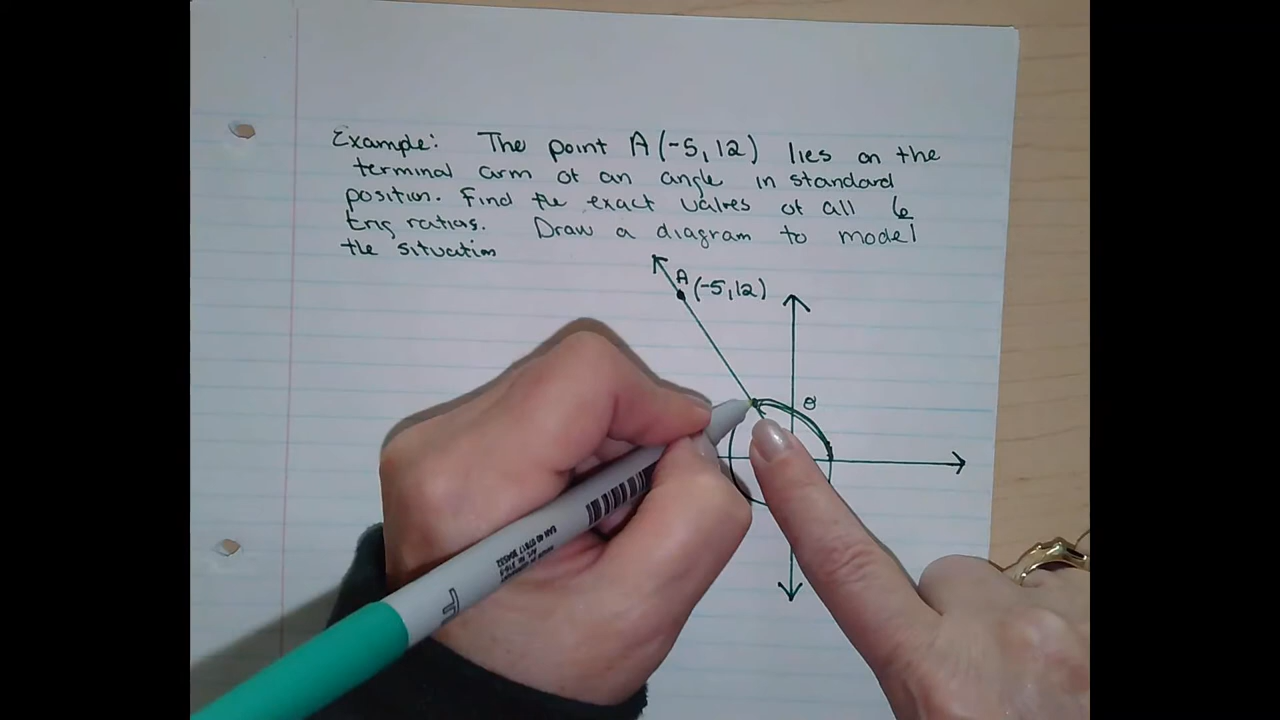 Example: The point A(-5,12) lies on the
terminal arm of an angle in standard
position. Find the exact values of all 6
trig ratios. Draw a diagram to model
the situation
A(-5,12)
θ